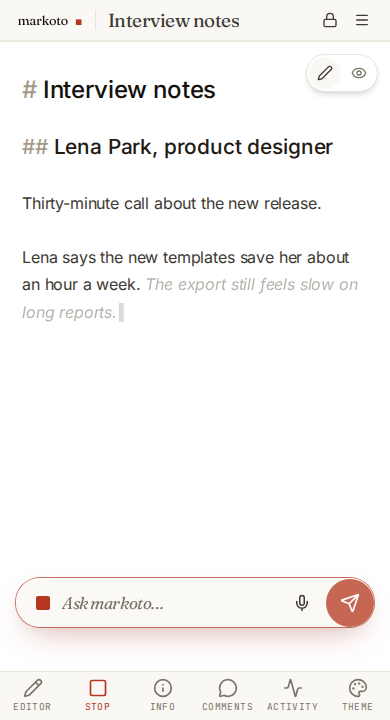 markoto
Interview notes
# Interview notes
## Lena Park, product designer
Thirty-minute call about the new release.
Lena says the new templates save her about
an hour a week. The export still feels slow on
long reports.
Ask markoto...
EDITOR
STOP
INFO
COMMENTS
ACTIVITY
THEME